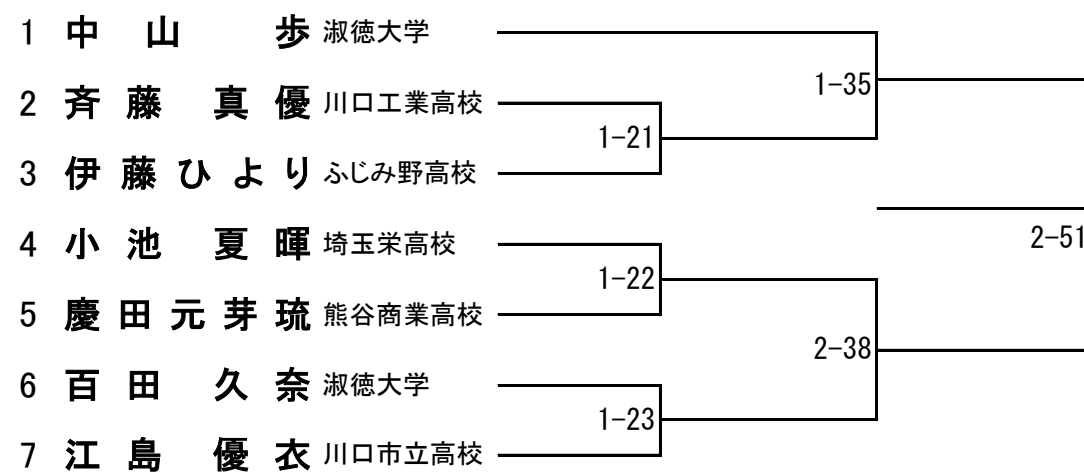 1 中山 歩 淑徳大学
1-35
2 斉藤 真優 川口工業高校
1-21
3 伊藤ひより ふじみ野高校
4 小池 夏暉 埼玉栄高校
2-51
1-22
5 慶田元芽琉 熊谷商業高校
2-38
6 百田 久奈 淑徳大学
1-23
7 江島 優衣 川口市立高校